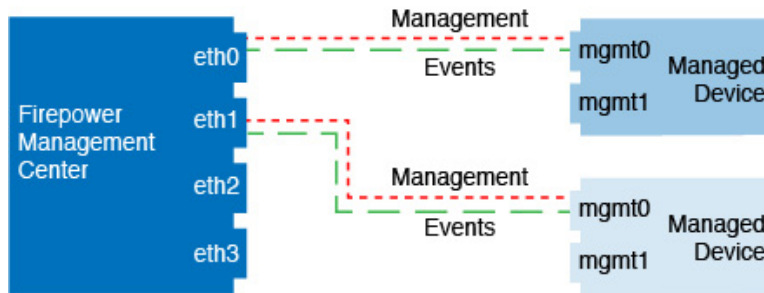 Management
eth0
Events
mgmt0
Managed
Device
mgmt1
Firepower
Management
Center
eth1
eth2
eth3
Management
Events
mgmt0
Managed
Device
mgmt1